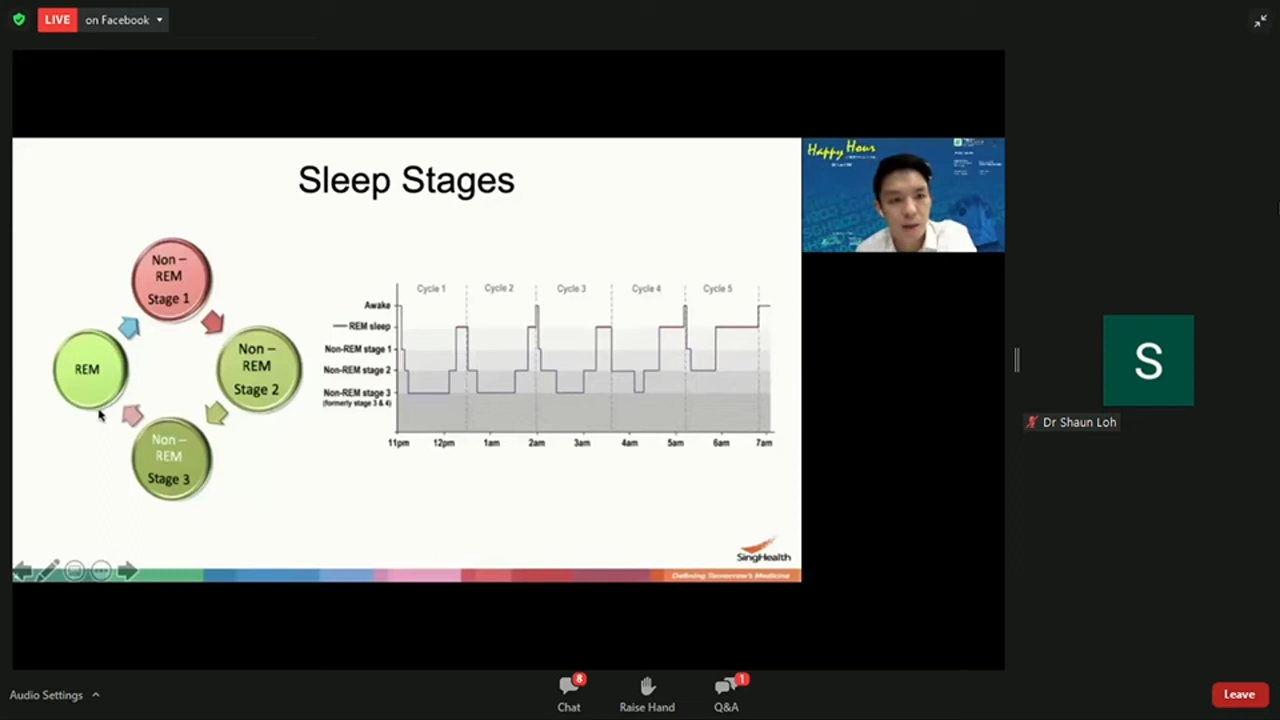 LIVE
on Facebook
Sleep Stages
Happy Hour
Non –
REM
Stage 1
Non –
REM
Stage 2
Non –
REM
Stage 3
REM
Cycle 1 Cycle 2 Cycle 3 Cycle 4 Cycle 5
Awake
REM sleep
Non-REM stage 1
Non-REM stage 2
Non-REM stage 3
(formerly stage 3 & 4)
11pm 12pm 1am 2am 3am 4am 5am 6am 7am
SingHealth
Defining Tomorrow's Medicine
S
Dr Shaun Loh
Audio Settings
8
Chat
Raise Hand
1
Q&A
Leave